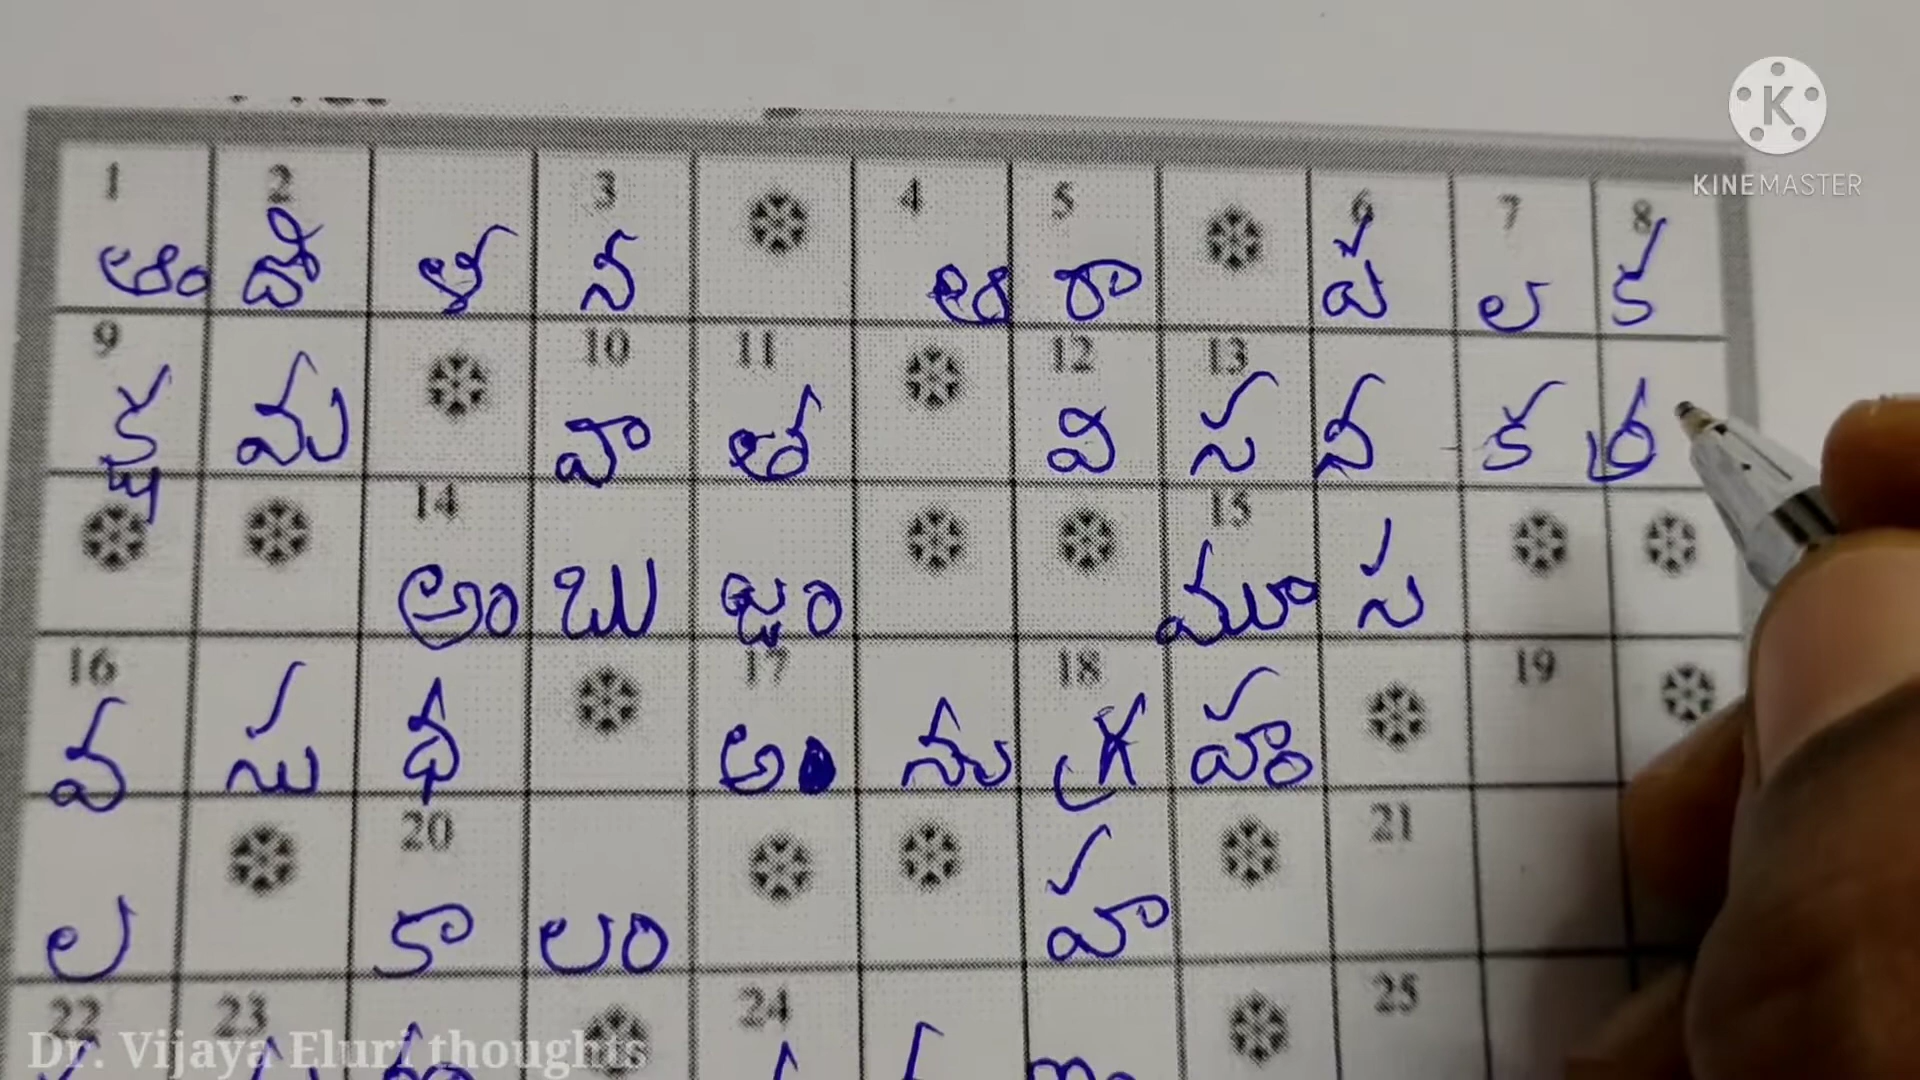 KINEMASTER
1 2 3 4 5 6 7 8
ఆం దో ళ న ఆ రా ప ల క
9 10 11 12 13
క్ష మ వా త వి స న క ర్ర
14 15
అం బు జం మూ స
16 17 18 19
వ సు ధ అ ను గ్ర హం
20 21
ల కా లం హ
22 23 24 25
Dr. Vijaya Eluri thoughts